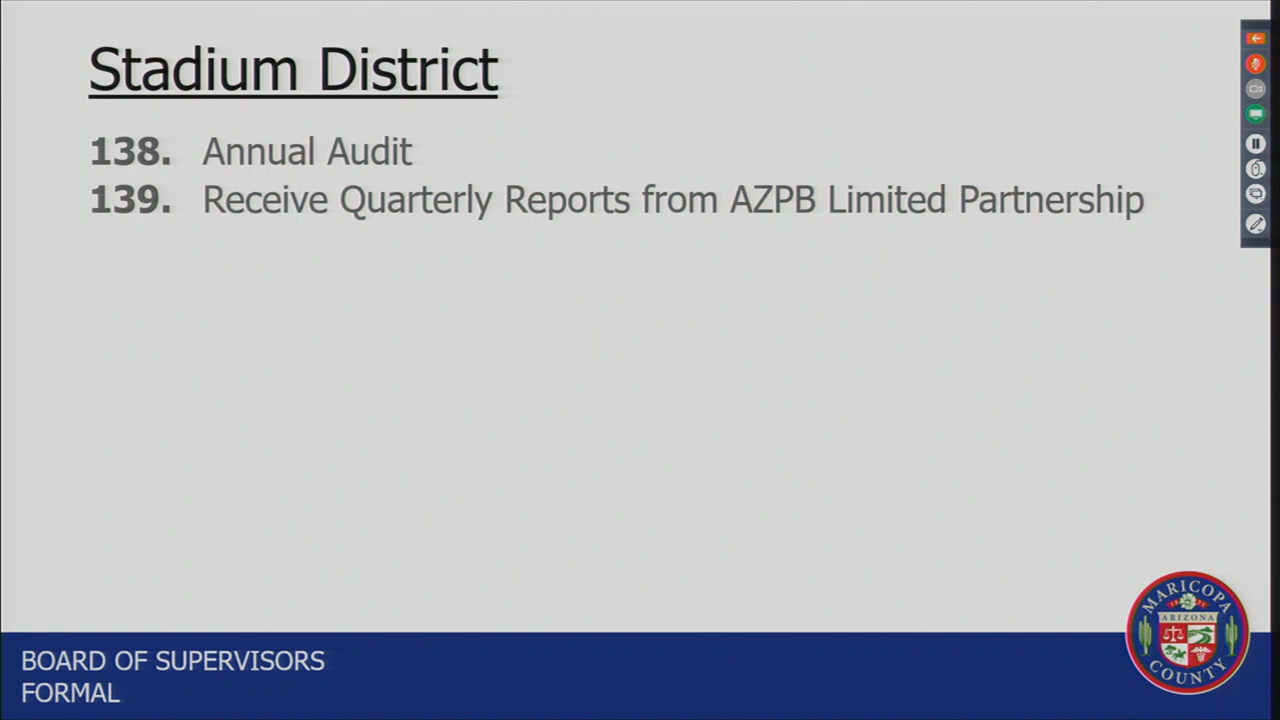 Stadium District
138. Annual Audit
139. Receive Quarterly Reports from AZPB Limited Partnership
BOARD OF SUPERVISORS
FORMAL
MARICOPA
ARIZONA
COUNTY